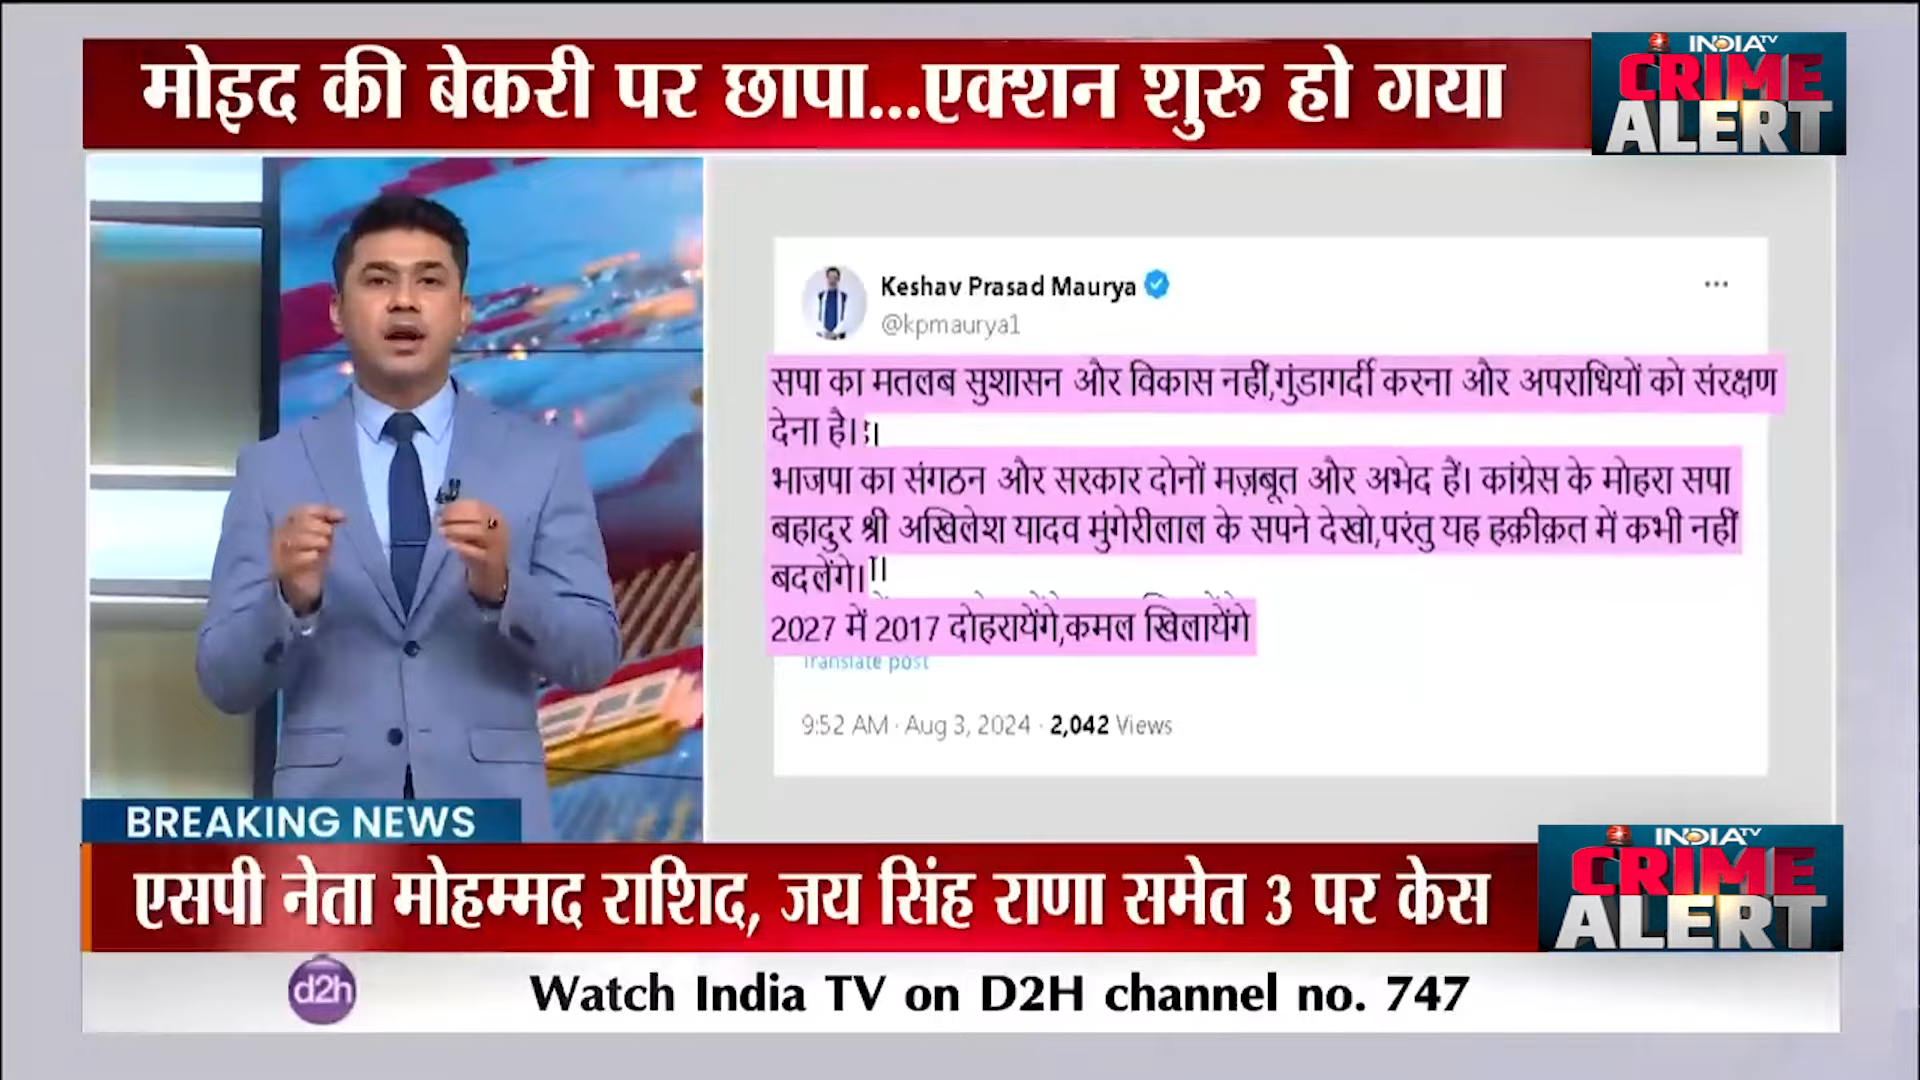 मोइद की बेकरी पर छापा...एक्शन शुरू हो गया
INDIA TV
CRIME
ALERT
Keshav Prasad Maurya
@kpmaurya1
सपा का मतलब सुशासन और विकास नहीं,गुंडागर्दी करना और अपराधियों को संरक्षण
देना है।
भाजपा का संगठन और सरकार दोनों मज़बूत और अभेद हैं। कांग्रेस के मोहरा सपा
बहादुर श्री अखिलेश यादव मुंगेरीलाल के सपने देखो,परंतु यह हक़ीक़त में कभी नहीं
बदलेंगे।
2027 में 2017 दोहरायेंगे,कमल खिलायेंगे
Translate post
9:52 AM · Aug 3, 2024 · 2,042 Views
BREAKING NEWS
एसपी नेता मोहम्मद राशिद, जय सिंह राणा समेत 3 पर केस
INDIA TV
CRIME
ALERT
d2h
Watch India TV on D2H channel no. 747